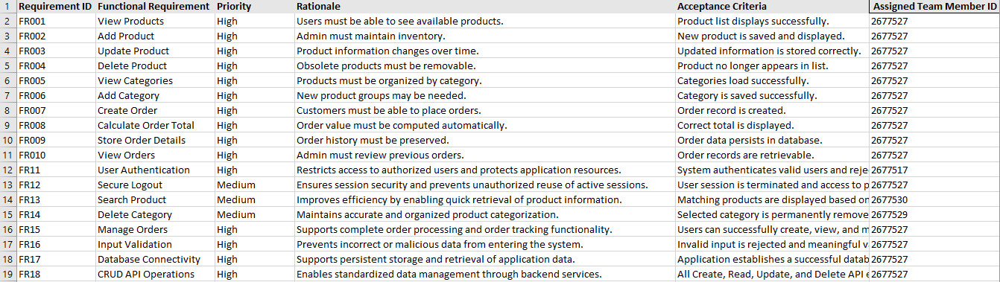 1 Requirement ID Functional Requirement Priority Rationale Acceptance Criteria Assigned Team Member ID
2 FR001 View Products High Users must be able to see available products. Product list displays successfully. 2677527
3 FR002 Add Product High Admin must maintain inventory. New product is saved and displayed. 2677527
4 FR003 Update Product High Product information changes over time. Updated information is stored correctly. 2677527
5 FR004 Delete Product High Obsolete products must be removable. Product no longer appears in list. 2677527
6 FR005 View Categories High Products must be organized by category. Categories load successfully. 2677527
7 FR006 Add Category High New product groups may be needed. Category is saved successfully. 2677527
8 FR007 Create Order High Customers must be able to place orders. Order record is created. 2677527
9 FR008 Calculate Order Total High Order value must be computed automatically. Correct total is displayed. 2677527
10 FR009 Store Order Details High Order history must be preserved. Order data persists in database. 2677527
11 FR010 View Orders High Admin must review previous orders. Order records are retrievable. 2677527
12 FR11 User Authentication High Restricts access to authorized users and protects application resources. System authenticates valid users and reje 2677517
13 FR12 Secure Logout Medium Ensures session security and prevents unauthorized reuse of active sessions. User session is terminated and access to p 2677527
14 FR13 Search Product Medium Improves efficiency by enabling quick retrieval of product information. Matching products are displayed based on 2677530
15 FR14 Delete Category Medium Maintains accurate and organized product categorization. Selected category is permanently remove 2677529
16 FR15 Manage Orders High Supports complete order processing and order tracking functionality. Users can successfully create, view, and m 2677527
17 FR16 Input Validation High Prevents incorrect or malicious data from entering the system. Invalid input is rejected and meaningful v 2677527
18 FR17 Database Connectivity High Supports persistent storage and retrieval of application data. Application establishes a successful datab 2677527
19 FR18 CRUD API Operations High Enables standardized data management through backend services. All Create, Read, Update, and Delete API e 2677527